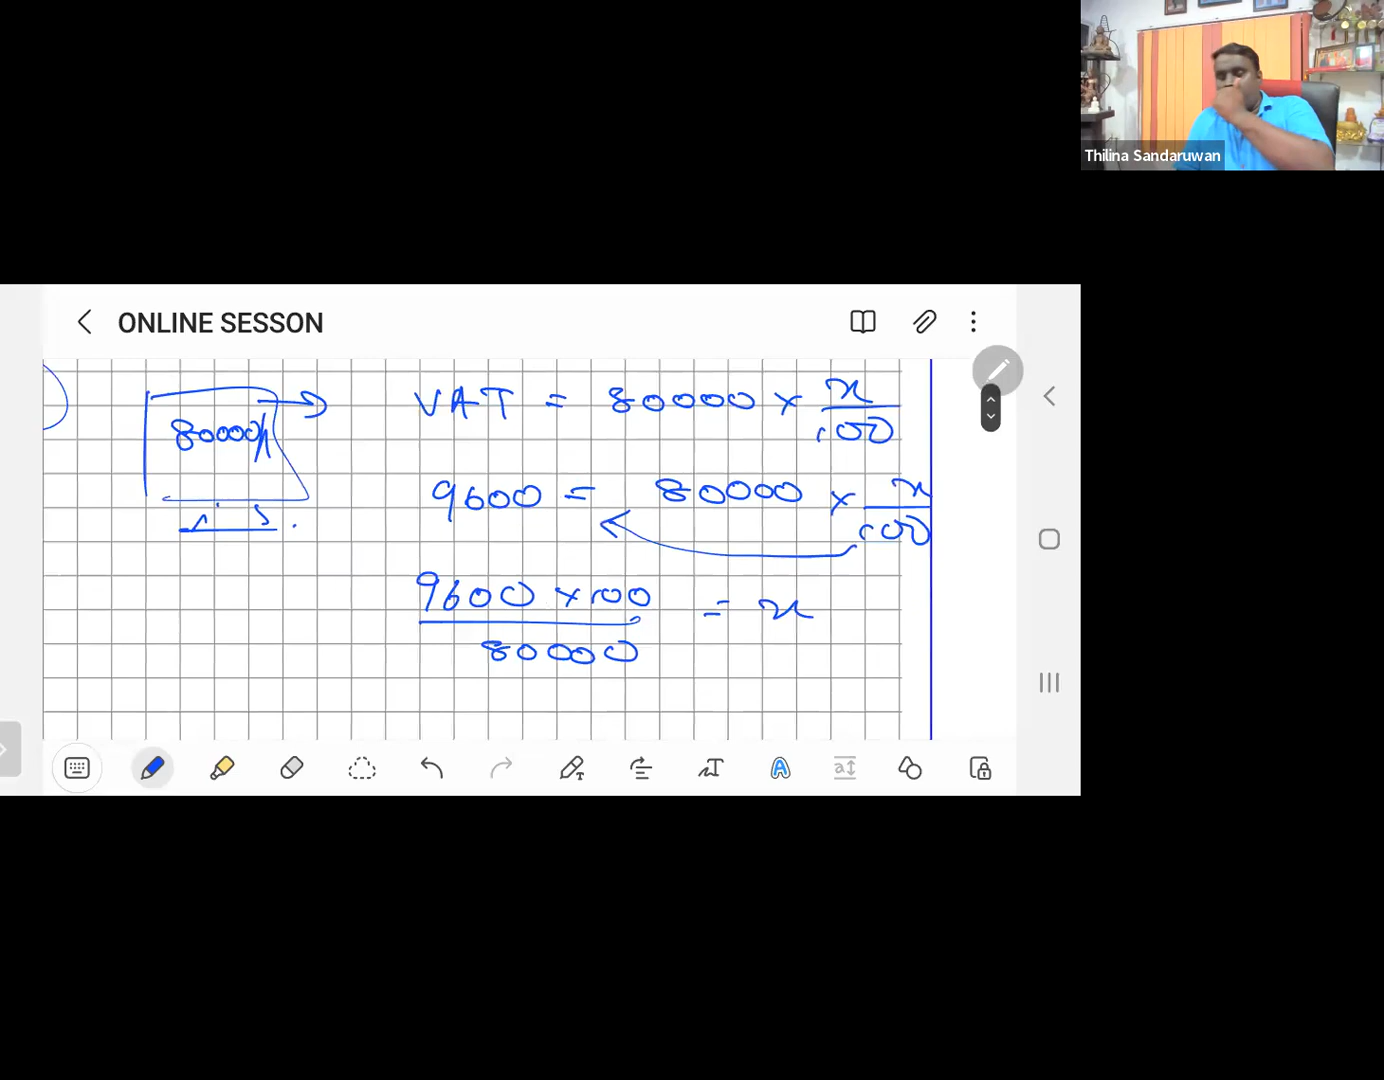 Thilina Sandaruwan
ONLINE SESSON
80000/
VAT = 80000 × x/100
9600 = 80000 × x/100
9600 × 100 / 80000 = x